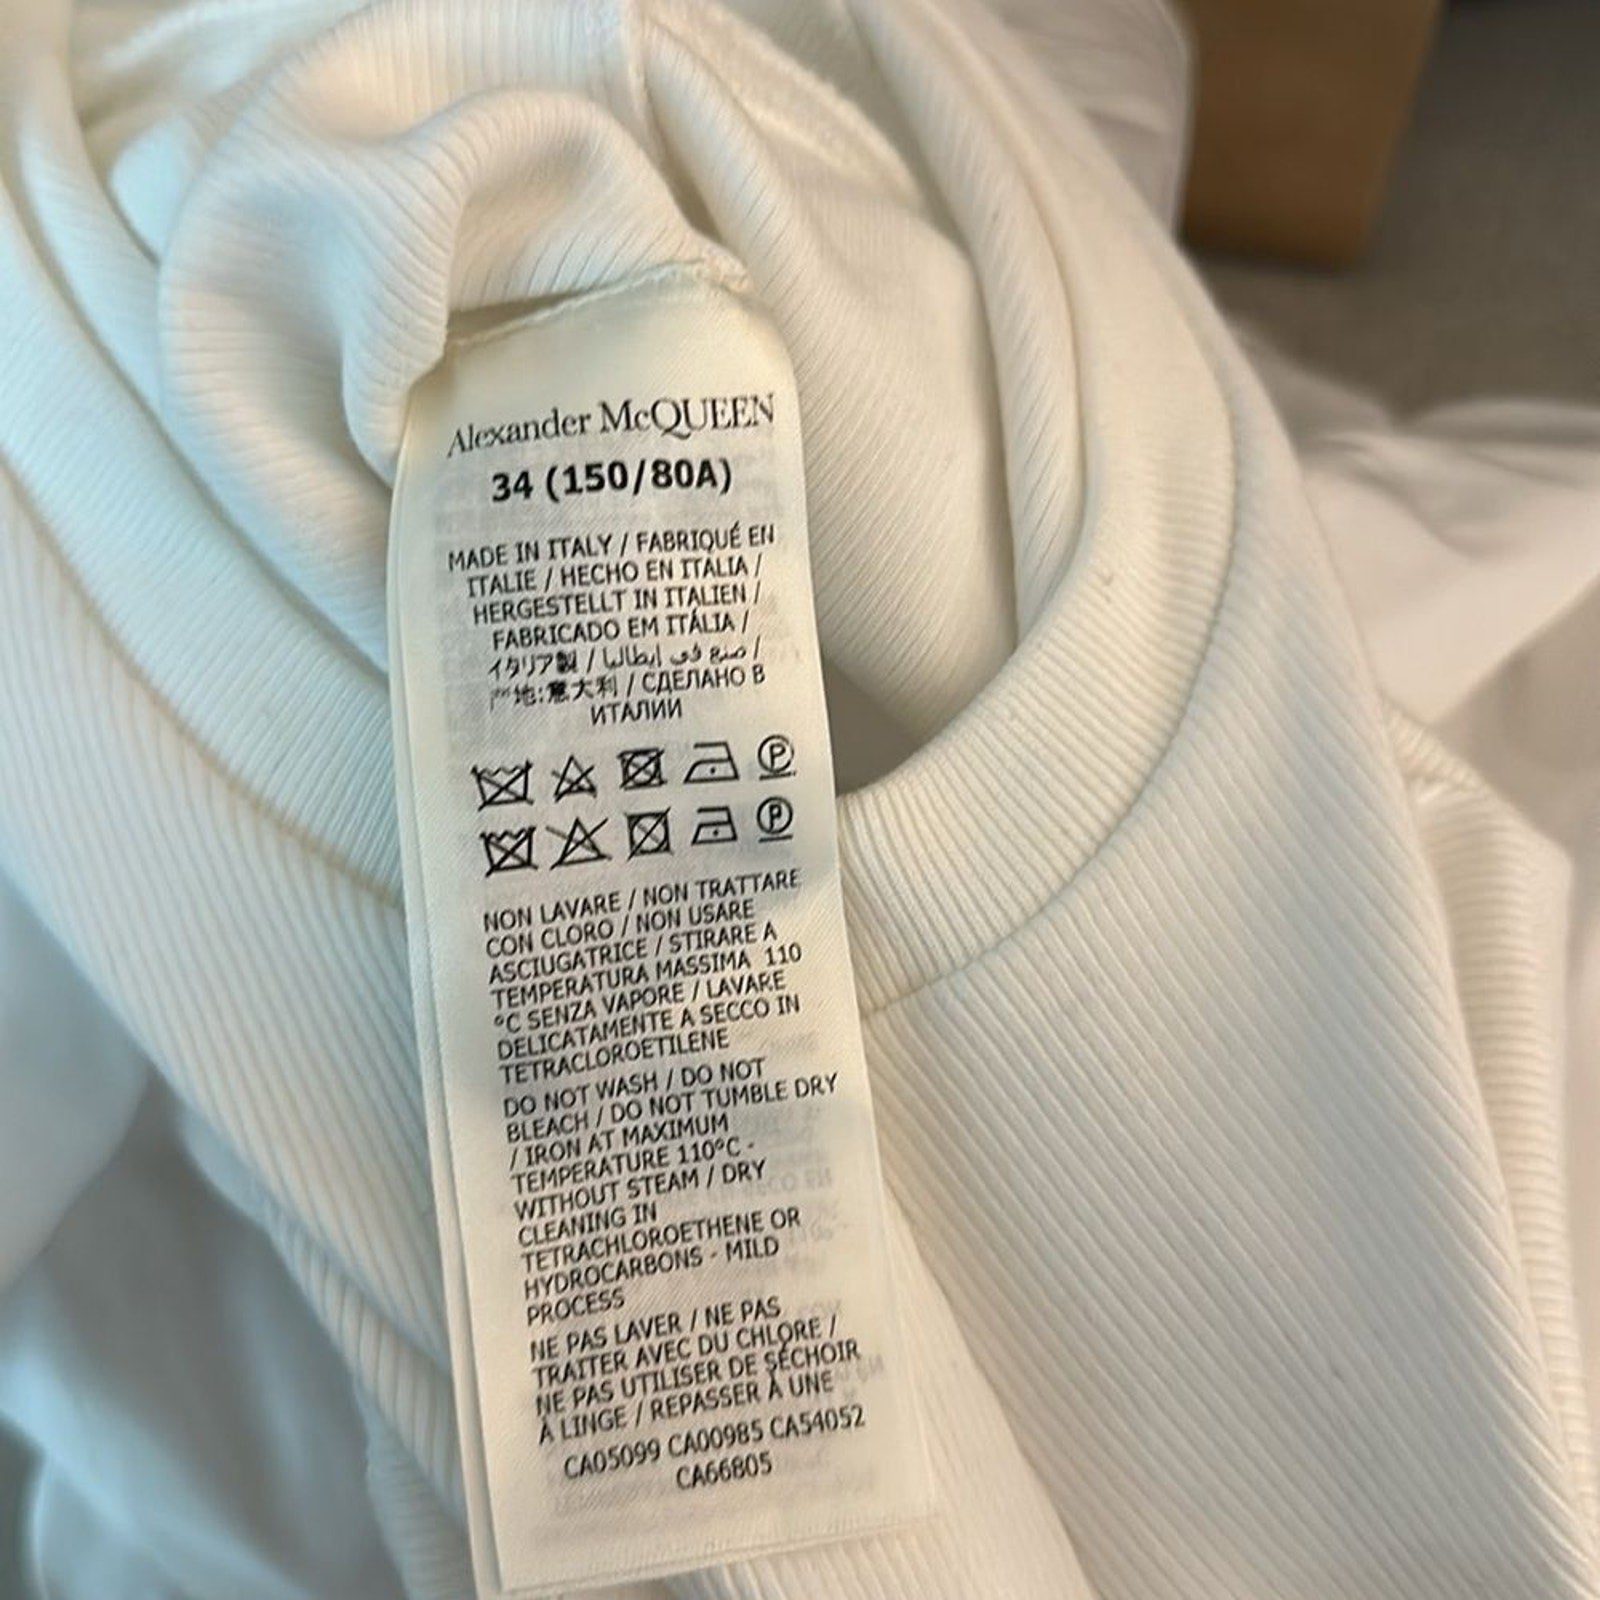 Alexander McQUEEN
34 (150/80A)
MADE IN ITALY / FABRIQUÉ EN
ITALIE / HECHO EN ITALIA /
HERGESTELLT IN ITALIEN /
FABRICADO EM ITÁLIA /
イタリア製 / صنع في إيطاليا /
产地:意大利 / СДЕЛАНО В
ИТАЛИИ
P
P
NON LAVARE / NON TRATTARE
CON CLORO / NON USARE
ASCIUGATRICE / STIRARE A
TEMPERATURA MASSIMA 110
°C SENZA VAPORE / LAVARE
DELICATAMENTE A SECCO IN
TETRACLOROETILENE
DO NOT WASH / DO NOT
BLEACH / DO NOT TUMBLE DRY
/ IRON AT MAXIMUM
TEMPERATURE 110°C -
WITHOUT STEAM / DRY
CLEANING IN
TETRACHLOROETHENE OR
HYDROCARBONS - MILD
PROCESS
NE PAS LAVER / NE PAS
TRAITER AVEC DU CHLORE /
NE PAS UTILISER DE SÉCHOIR
À LINGE / REPASSER À UNE
CA05099 CA00985 CA54052
CA66805